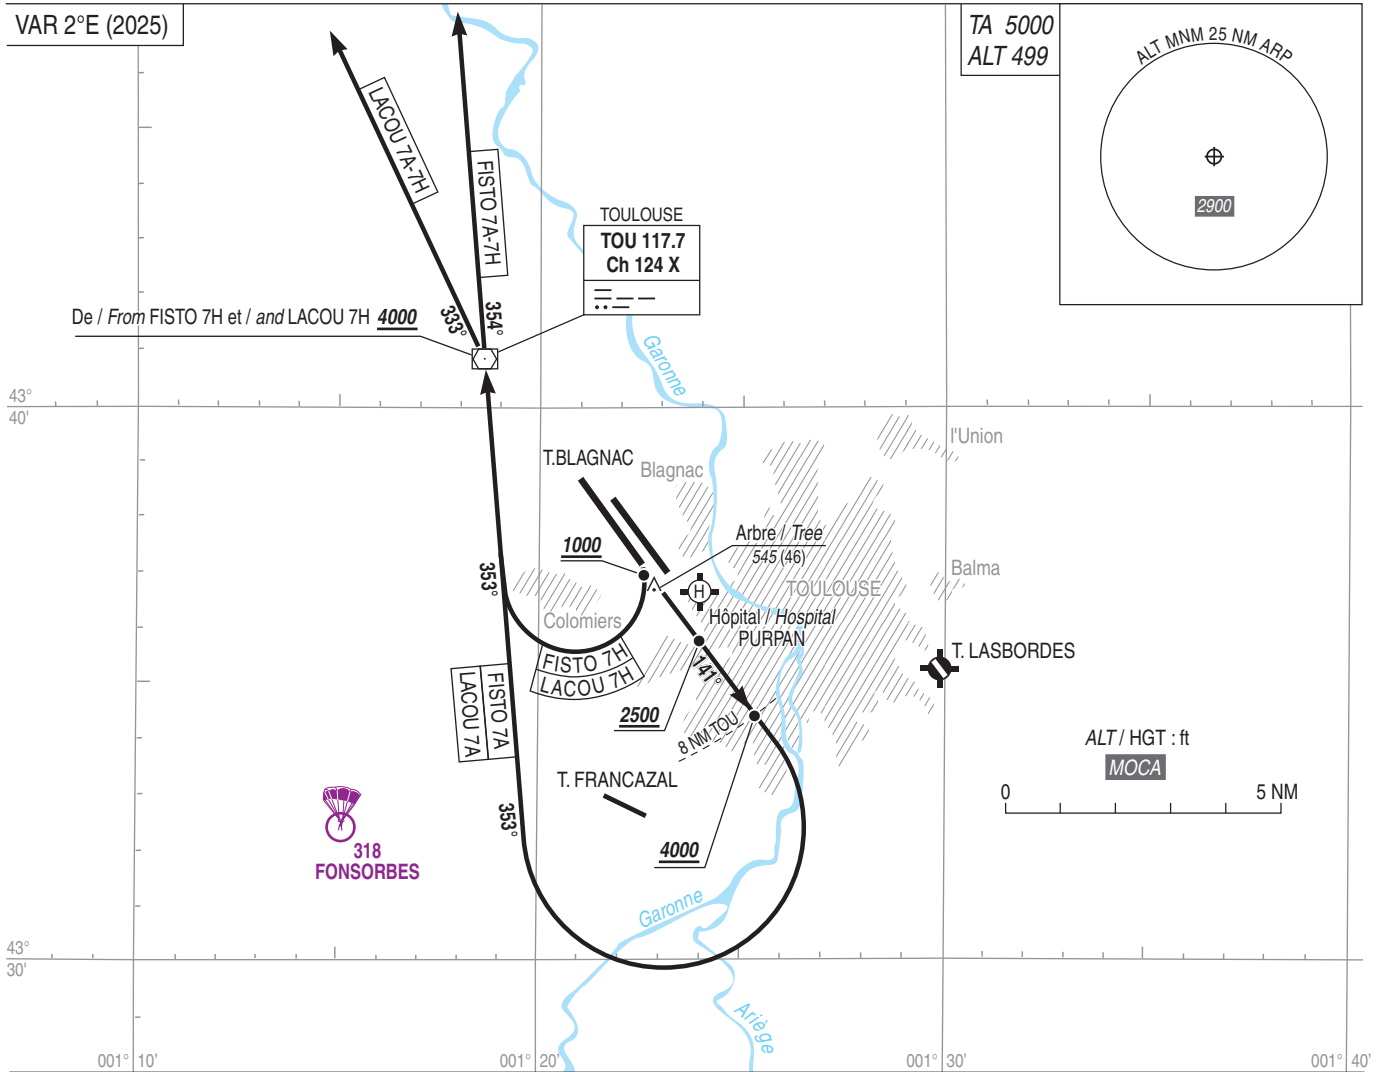 VAR 2°E (2025)
TA 5000
ALT 499
ALT MNM 25 NM ARP
2900
LACOU 7A-7H
FISTO 7A-7H
TOULOUSE
TOU 117.7
Ch 124 X
De / From FISTO 7H et / and LACOU 7H 4000
333°
354°
Garonne
43°
40'
l'Union
T.BLAGNAC
Blagnac
Arbre / Tree
545 (46)
1000
Balma
353°
TOULOUSE
H
Colomiers
Hôpital / Hospital
PURPAN
FISTO 7H
LACOU 7H
T. LASBORDES
141°
FISTO 7A
LACOU 7A
2500
8 NM TOU
ALT / HGT : ft
MOCA
0 5 NM
T. FRANCAZAL
353°
318
FONSORBES
4000
Garonne
43°
30'
Ariège
001° 10'
001° 20'
001° 30'
001° 40'